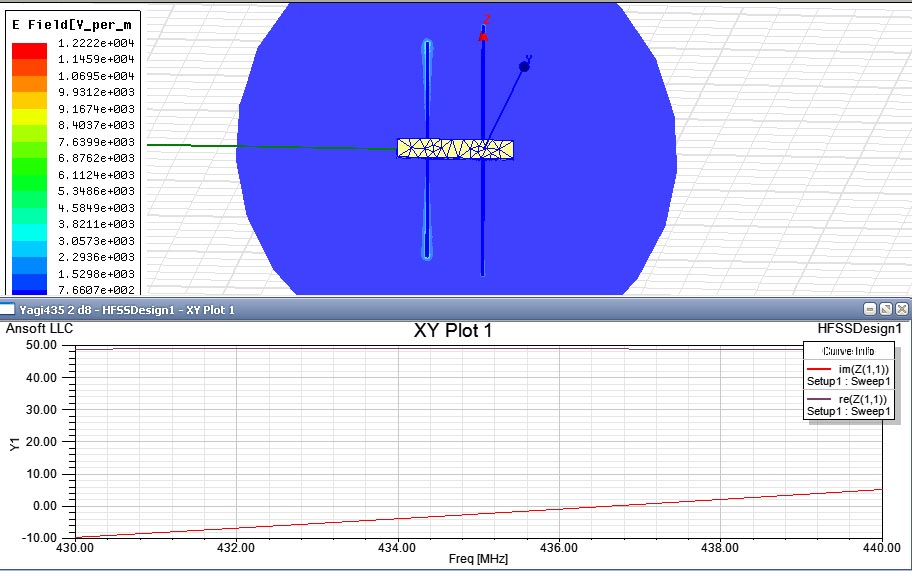 E Field[V_per_m
1.2222e+004
1.1459e+004
1.0695e+004
9.9312e+003
9.1674e+003
8.4037e+003
7.6399e+003
6.8762e+003
6.1124e+003
5.3486e+003
4.5849e+003
3.8211e+003
3.0573e+003
2.2936e+003
1.5298e+003
7.6607e+002
Z
Y
Yagi435 2 d8 - HFSSDesign1 - XY Plot 1
Ansoft LLC
XY Plot 1
HFSSDesign1
Curve Info
im(Z(1,1))
Setup1 : Sweep1
re(Z(1,1))
Setup1 : Sweep1
50.00
40.00
30.00
20.00
10.00
0.00
-10.00
Y1
430.00 432.00 434.00 436.00 438.00 440.00
Freq [MHz]